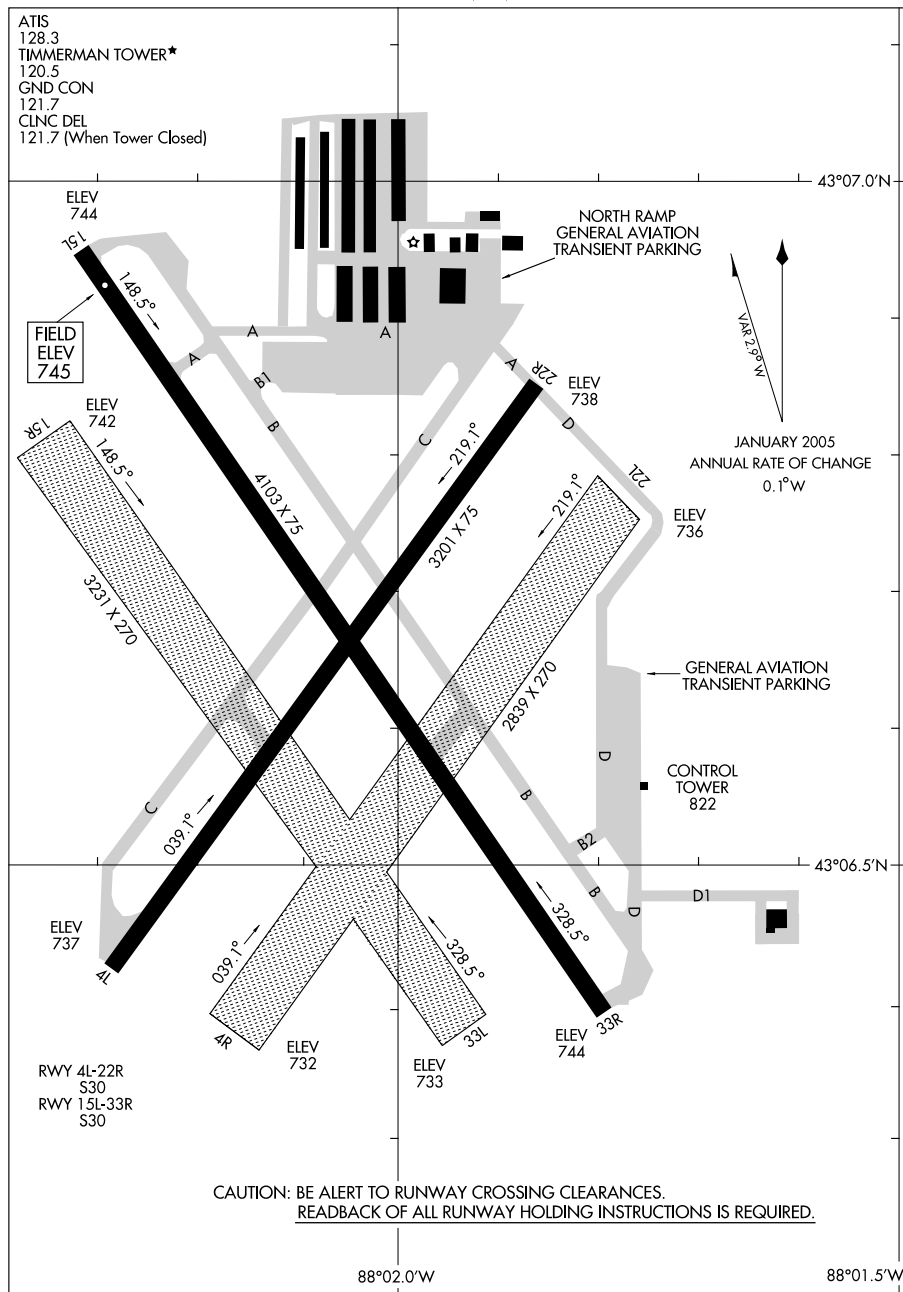 ATIS
128.3
TIMMERMAN TOWER★
120.5
GND CON
121.7
CLNC DEL
121.7 (When Tower Closed)
43°07.0'N
ELEV
744
15L
NORTH RAMP
GENERAL AVIATION
TRANSIENT PARKING
148.5°
FIELD
ELEV
745
VAR 2.9° W
A
A
A
B1
A
22R
ELEV
738
ELEV
742
15R
B
D
C
JANUARY 2005
ANNUAL RATE OF CHANGE
0.1°W
148.5°
219.1°
4103 X 75
22L
219.1°
3201 X 75
ELEV
736
3231 X 270
2839 X 270
GENERAL AVIATION
TRANSIENT PARKING
D
CONTROL
TOWER
822
C
B
039.1°
B2
43°06.5'N
B
D
D1
ELEV
737
328.5°
039.1°
328.5°
4L
4R
33L
33R
ELEV
732
ELEV
733
ELEV
744
RWY 4L-22R
S30
RWY 15L-33R
S30
CAUTION: BE ALERT TO RUNWAY CROSSING CLEARANCES.
READBACK OF ALL RUNWAY HOLDING INSTRUCTIONS IS REQUIRED.
88°02.0'W
88°01.5'W